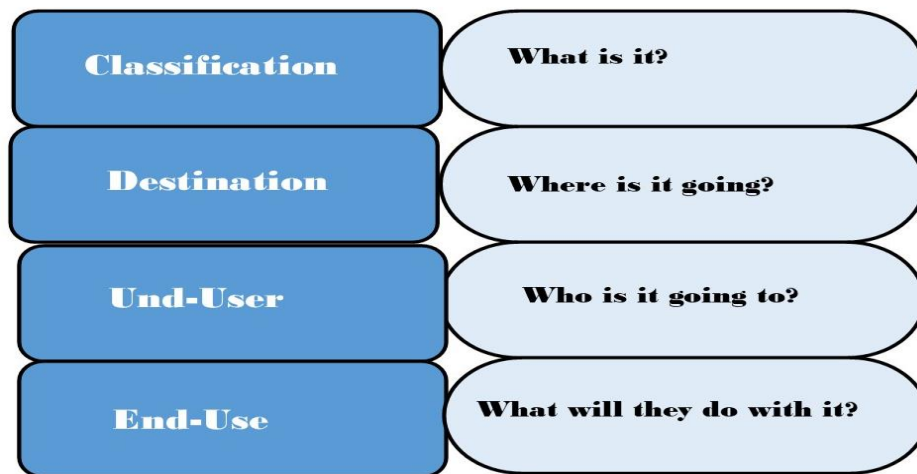 Classification
What is it?
Destination
Where is it going?
Und-User
Who is it going to?
End-Use
What will they do with it?